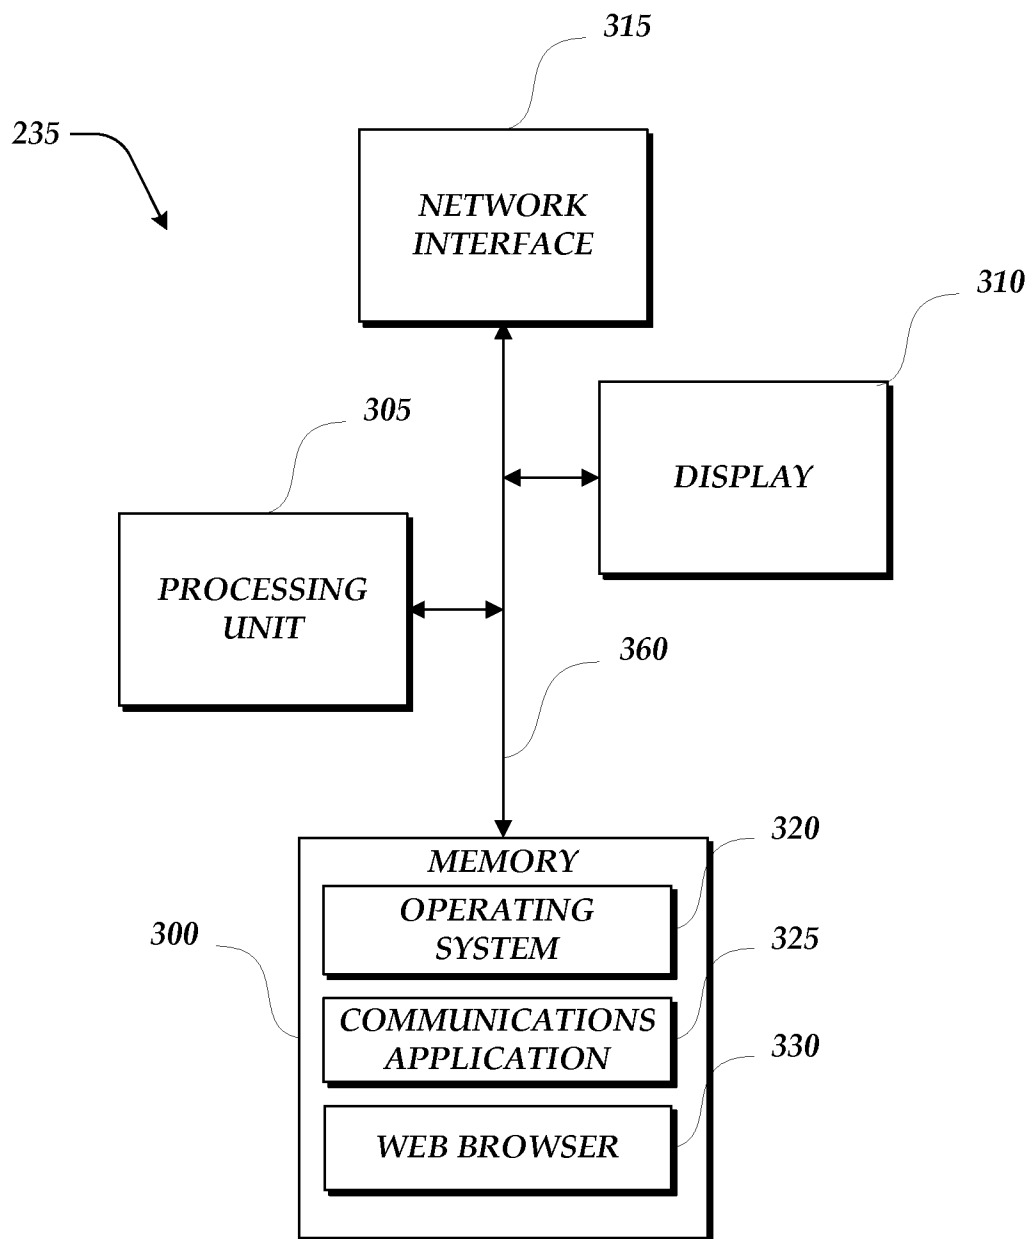 315
235
NETWORK
INTERFACE
310
305
DISPLAY
PROCESSING
UNIT
360
320
MEMORY
OPERATING
SYSTEM
300
325
COMMUNICATIONS
APPLICATION
330
WEB BROWSER